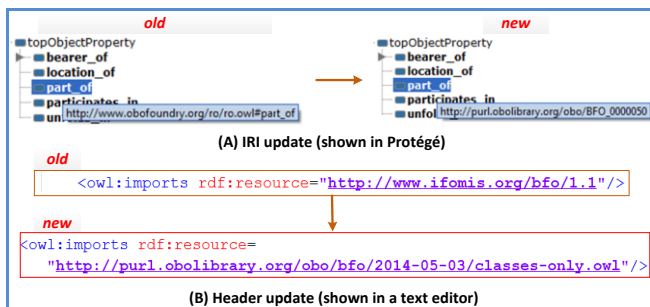 old
new
topObjectProperty
bearer_of
location_of
part_of
participates_in
http://www.obofoundry.org/ro/ro.owl#part_of
topObjectProperty
bearer_of
location_of
part_of
participates_in
http://purl.obolibrary.org/obo/BFO_0000050
(A) IRI update (shown in Protégé)
old
<owl:imports rdf:resource="http://www.ifomis.org/bfo/1.1"/>
new
<owl:imports rdf:resource=
"http://purl.obolibrary.org/obo/bfo/2014-05-03/classes-only.owl"/>
(B) Header update (shown in a text editor)